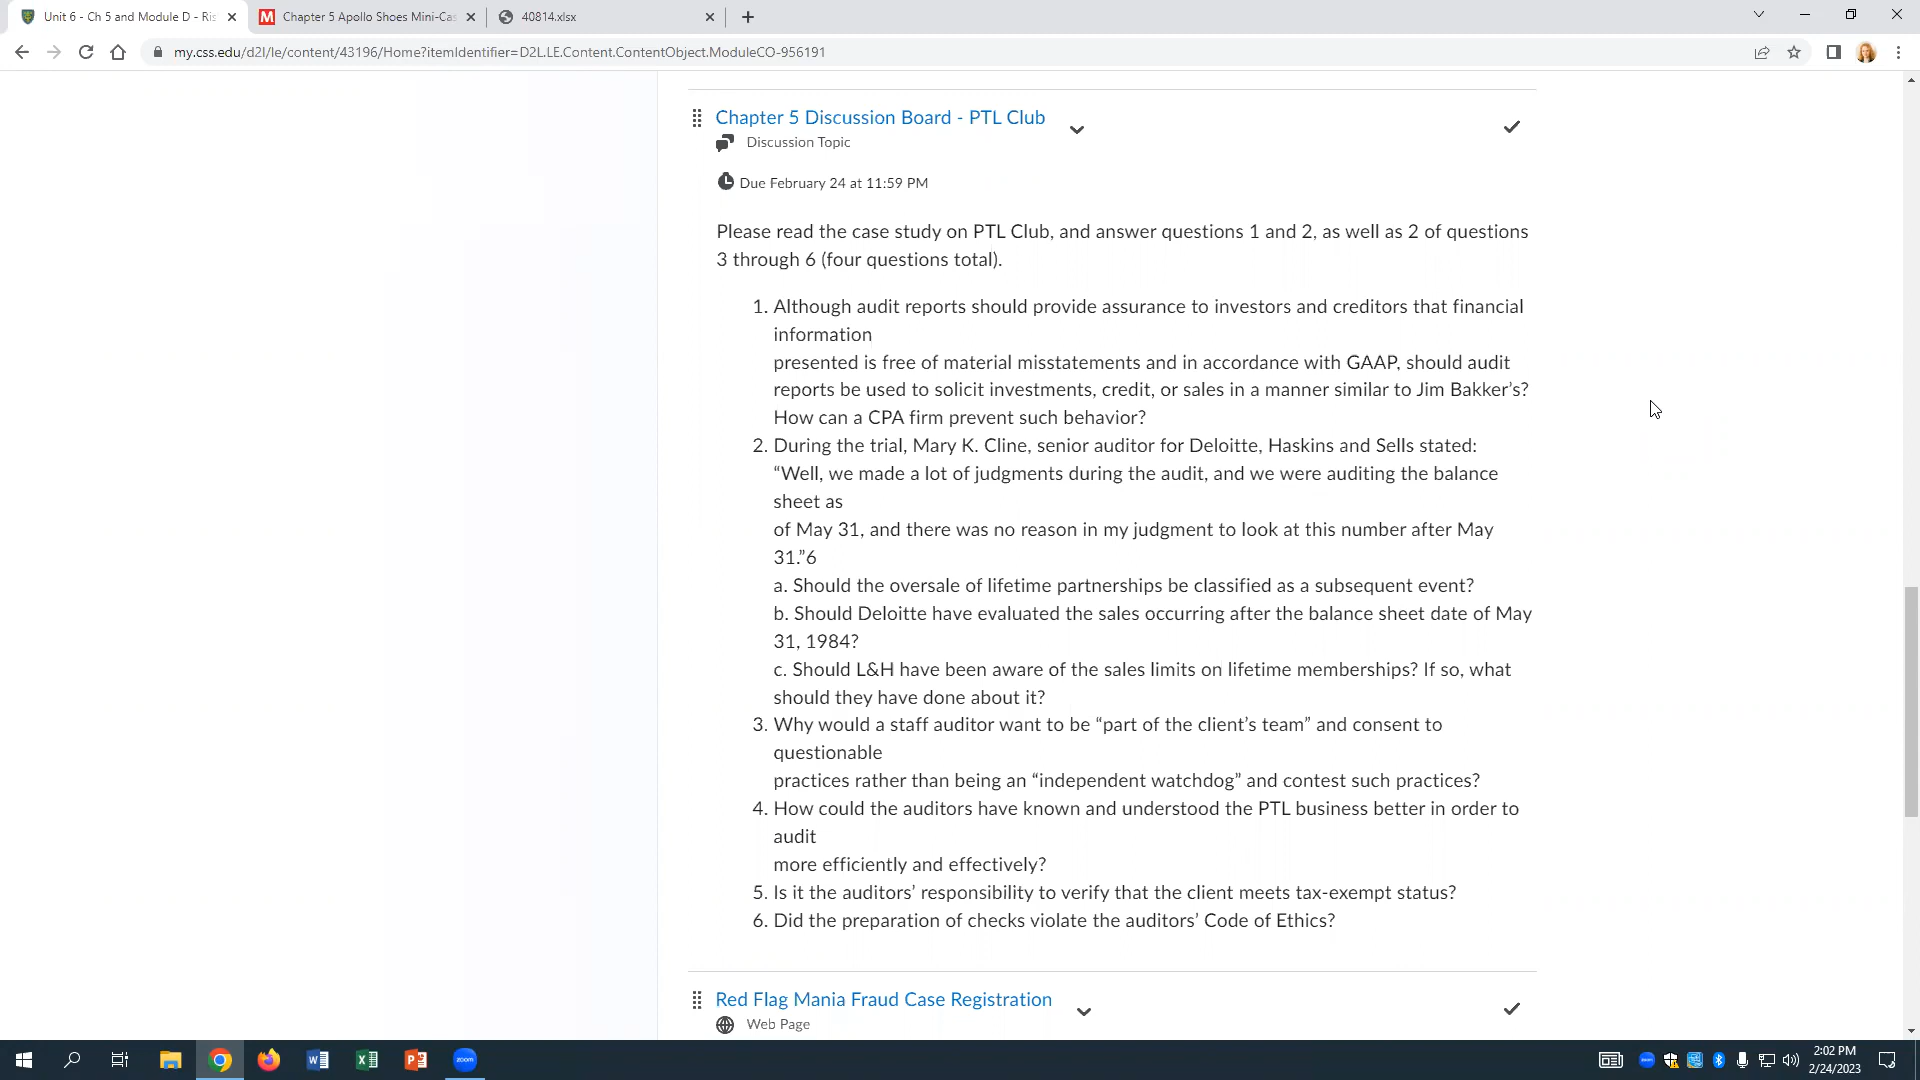 Unit 6 - Ch 5 and Module D - Ris
Chapter 5 Apollo Shoes Mini-Cas
40814.xlsx
my.css.edu/d2l/le/content/43196/Home?itemIdentifier=D2L.LE.Content.ContentObject.ModuleCO-956191
Chapter 5 Discussion Board - PTL Club
Discussion Topic
Due February 24 at 11:59 PM
Please read the case study on PTL Club, and answer questions 1 and 2, as well as 2 of questions
3 through 6 (four questions total).
1. Although audit reports should provide assurance to investors and creditors that financial
information
presented is free of material misstatements and in accordance with GAAP, should audit
reports be used to solicit investments, credit, or sales in a manner similar to Jim Bakker’s?
How can a CPA firm prevent such behavior?
2. During the trial, Mary K. Cline, senior auditor for Deloitte, Haskins and Sells stated:
“Well, we made a lot of judgments during the audit, and we were auditing the balance
sheet as
of May 31, and there was no reason in my judgment to look at this number after May
31.”6
a. Should the oversale of lifetime partnerships be classified as a subsequent event?
b. Should Deloitte have evaluated the sales occurring after the balance sheet date of May
31, 1984?
c. Should L&H have been aware of the sales limits on lifetime memberships? If so, what
should they have done about it?
3. Why would a staff auditor want to be “part of the client’s team” and consent to
questionable
practices rather than being an “independent watchdog” and contest such practices?
4. How could the auditors have known and understood the PTL business better in order to
audit
more efficiently and effectively?
5. Is it the auditors’ responsibility to verify that the client meets tax-exempt status?
6. Did the preparation of checks violate the auditors’ Code of Ethics?
Red Flag Mania Fraud Case Registration
Web Page
zoom
2:02 PM
2/24/2023